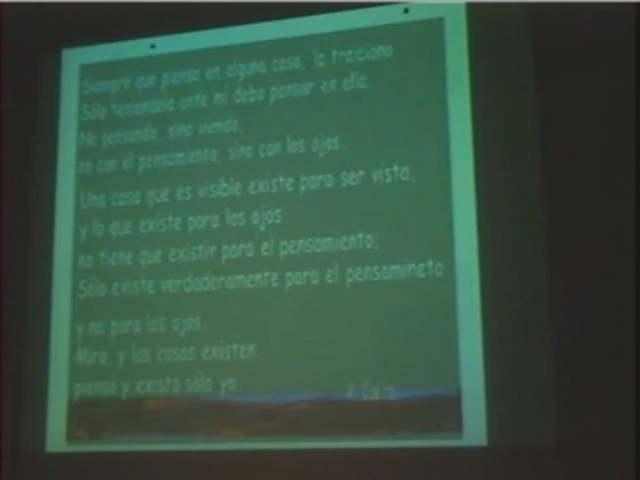 Siempre que pienso en alguna cosa, la traiciono.
Sólo teniéndola ante mí debo pensar en ella.
No pensando, sino viendo,
no con el pensamiento, sino con los ojos.
Una cosa que es visible existe para ser vista,
y lo que existe para los ojos
no tiene que existir para el pensamiento;
Sólo existe verdaderamente para el pensamineto
y no para los ojos.
Miro, y las cosas existen.
pienso y existo sólo yo.
A. Caeiro